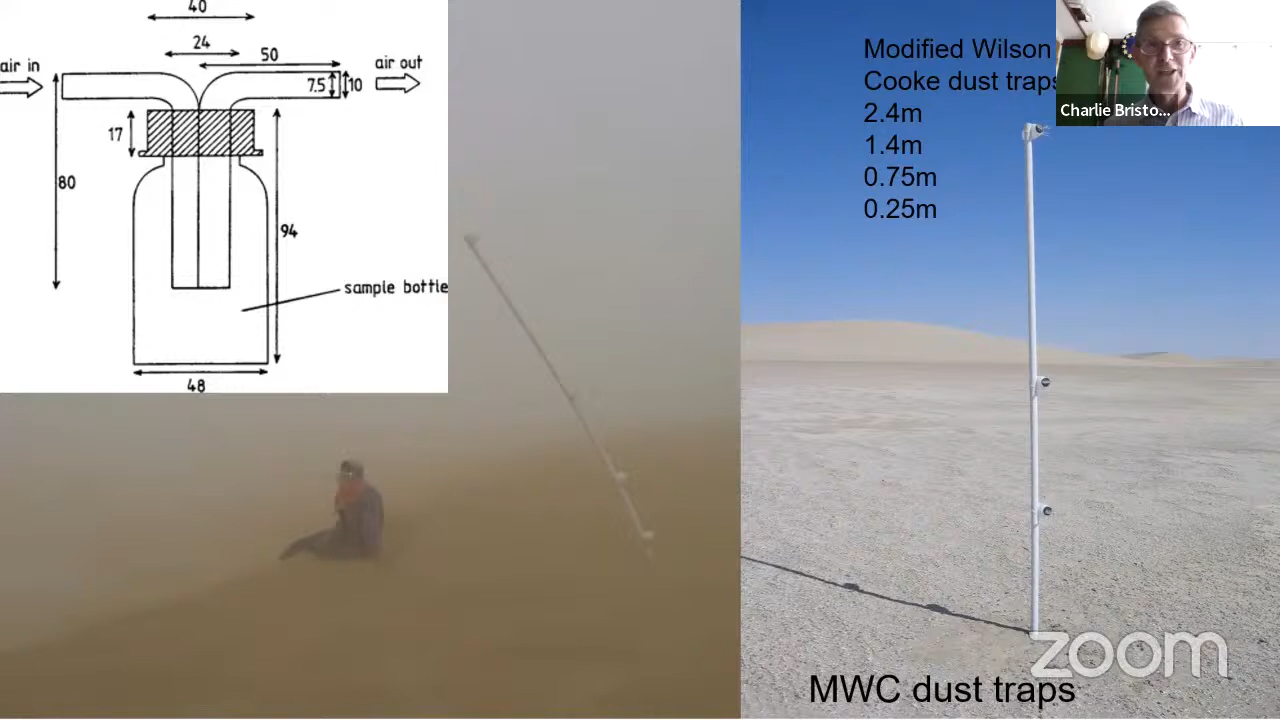 40
24
50
air in
air out
7.5
10
17
80
94
sample bottle
48
Modified Wilson
Cooke dust traps
2.4m
1.4m
0.75m
0.25m
Charlie Bristo...
zoom
MWC dust traps